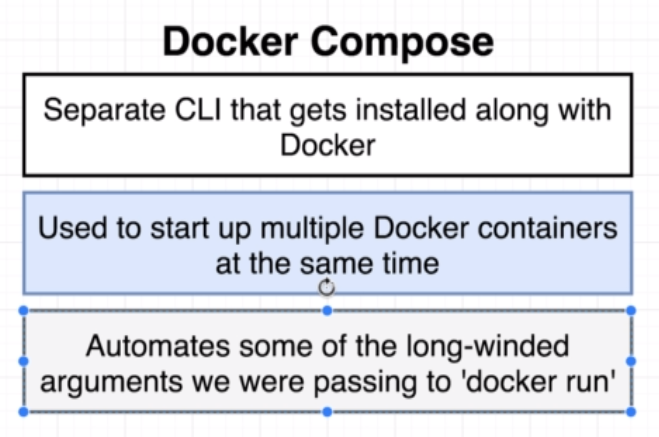 Docker Compose
Separate CLI that gets installed along with
Docker
Used to start up multiple Docker containers
at the same time
Automates some of the long-winded
arguments we were passing to 'docker run'